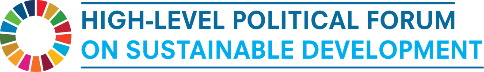 HIGH-LEVEL POLITICAL FORUM
ON SUSTAINABLE DEVELOPMENT